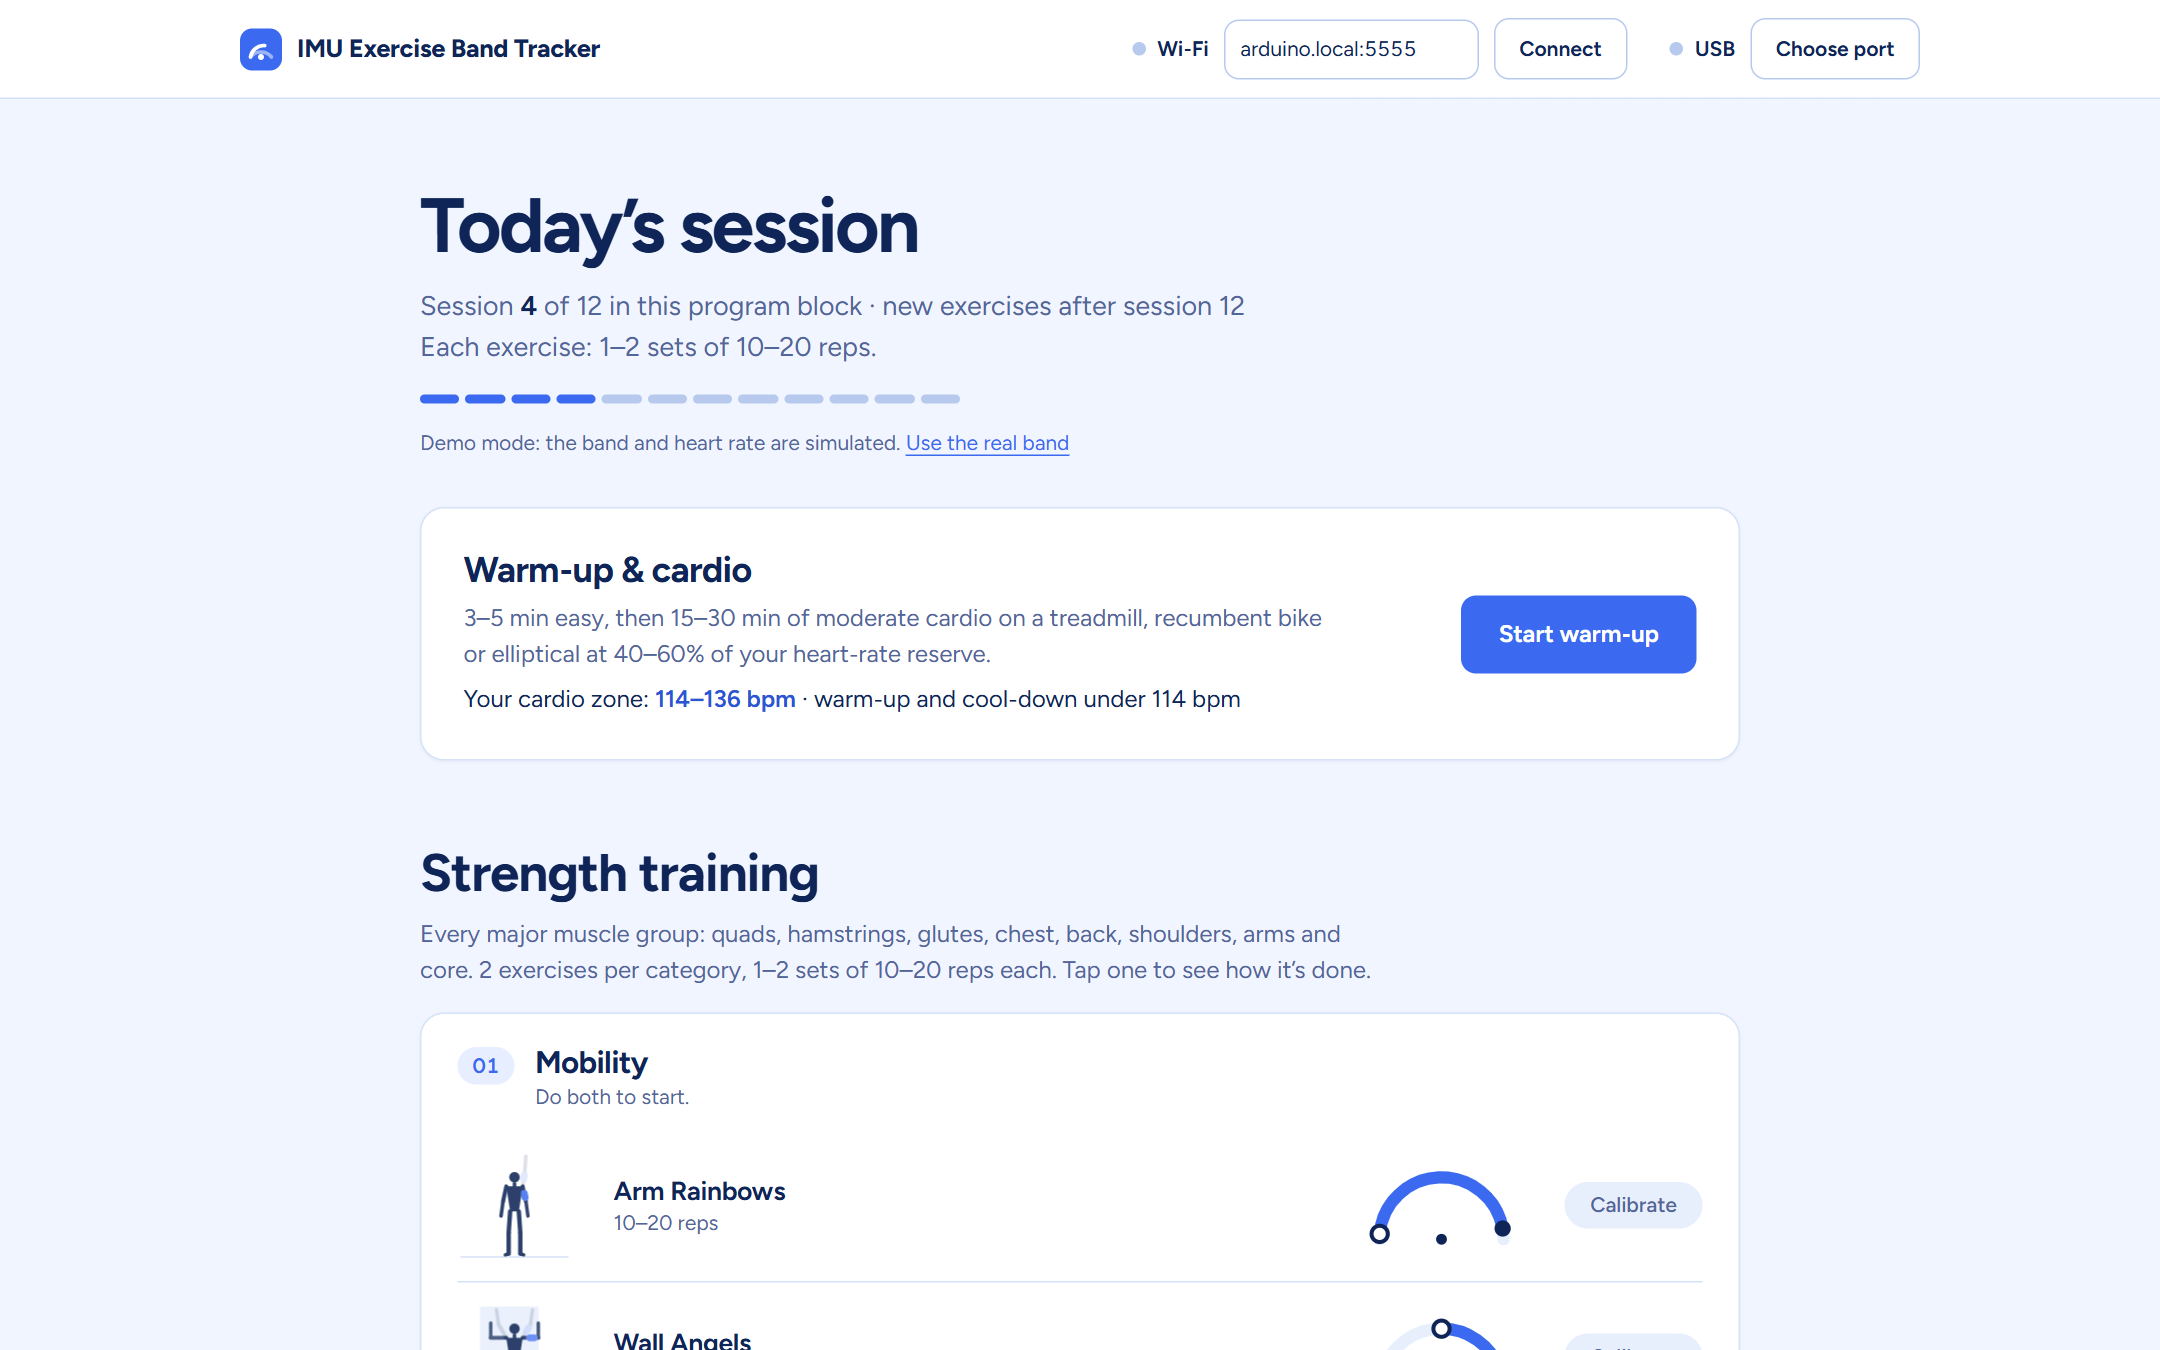 IMU Exercise Band Tracker
Wi-Fi
arduino.local:5555
Connect
USB
Choose port
Today’s session
Session 4 of 12 in this program block · new exercises after session 12
Each exercise: 1–2 sets of 10–20 reps.
Demo mode: the band and heart rate are simulated. Use the real band
Warm-up & cardio
3–5 min easy, then 15–30 min of moderate cardio on a treadmill, recumbent bike
or elliptical at 40–60% of your heart-rate reserve.
Your cardio zone: 114–136 bpm · warm-up and cool-down under 114 bpm
Start warm-up
Strength training
Every major muscle group: quads, hamstrings, glutes, chest, back, shoulders, arms and
core. 2 exercises per category, 1–2 sets of 10–20 reps each. Tap one to see how it’s done.
01
Mobility
Do both to start.
Arm Rainbows
10–20 reps
Calibrate
Wall Angels